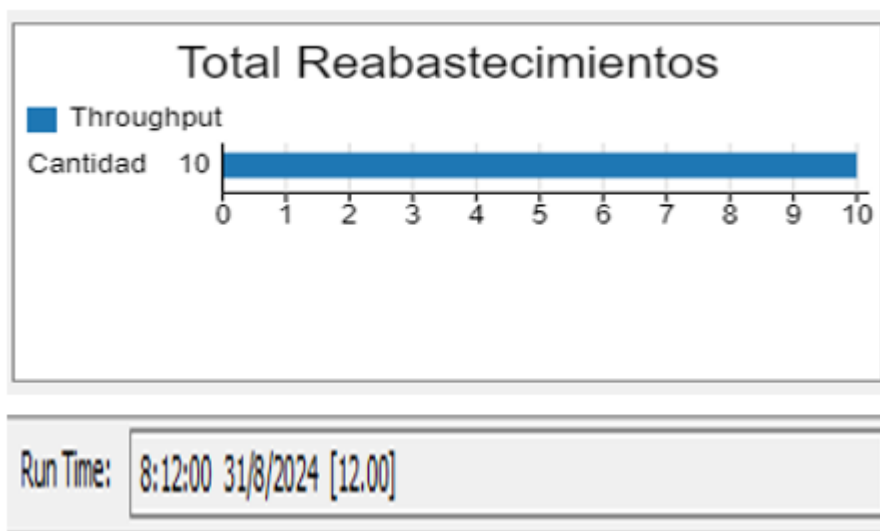 Total Reabastecimientos
Throughput
Cantidad 10
0 1 2 3 4 5 6 7 8 9 10
Run Time: 8:12:00 31/8/2024 [12.00]